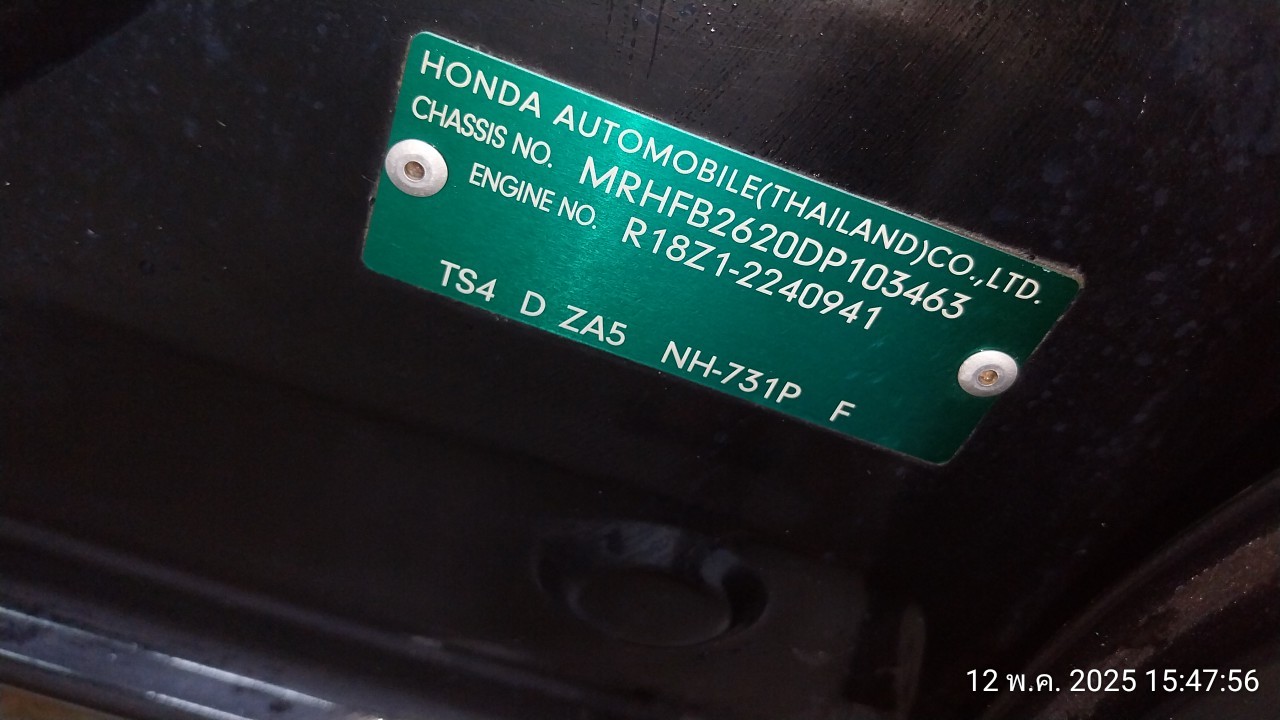 HONDA AUTOMOBILE(THAILAND)CO.,LTD.
CHASSIS NO. MRHFB2620DP103463
ENGINE NO. R18Z1-2240941
TS4 D ZA5 NH-731P F
12 พ.ค. 2025 15:47:56